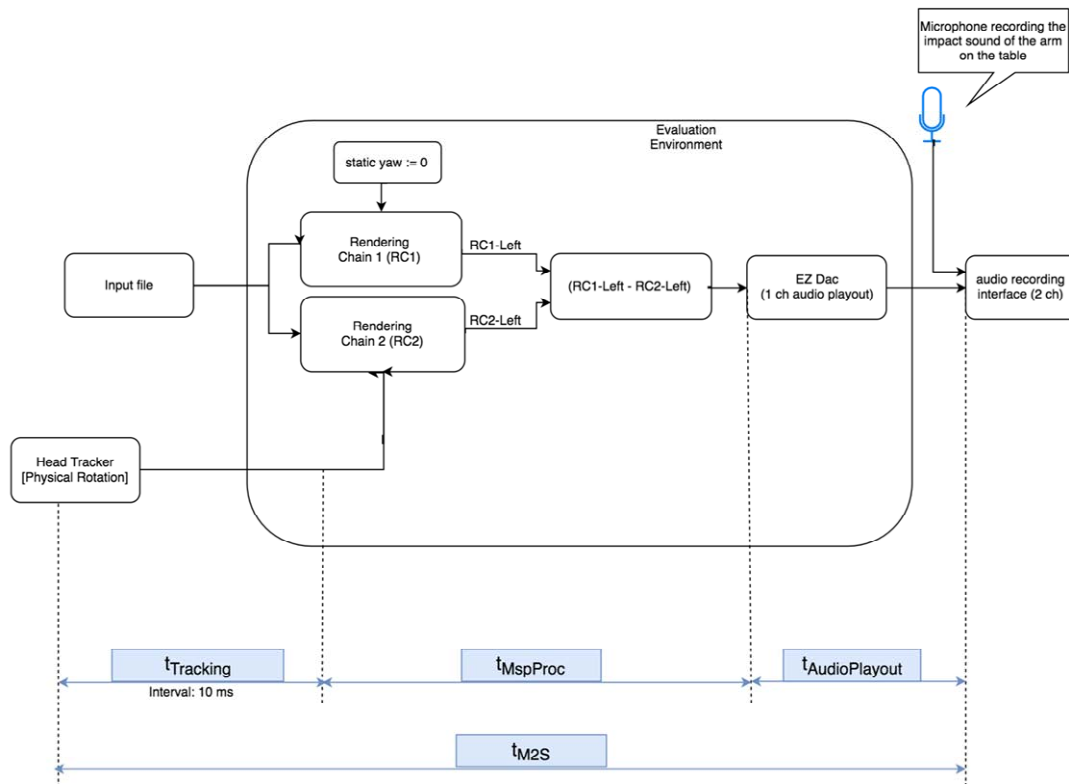 Microphone recording the
impact sound of the arm
on the table
Evaluation
Environment
static yaw := 0
Rendering
Chain 1 (RC1)
RC1-Left
Input file
(RC1-Left - RC2-Left)
EZ Dac
(1 ch audio playout)
audio recording
interface (2 ch)
Rendering
Chain 2 (RC2)
RC2-Left
Head Tracker
[Physical Rotation]
tTracking
Interval: 10 ms
tMspProc
tAudioPlayout
tM2S